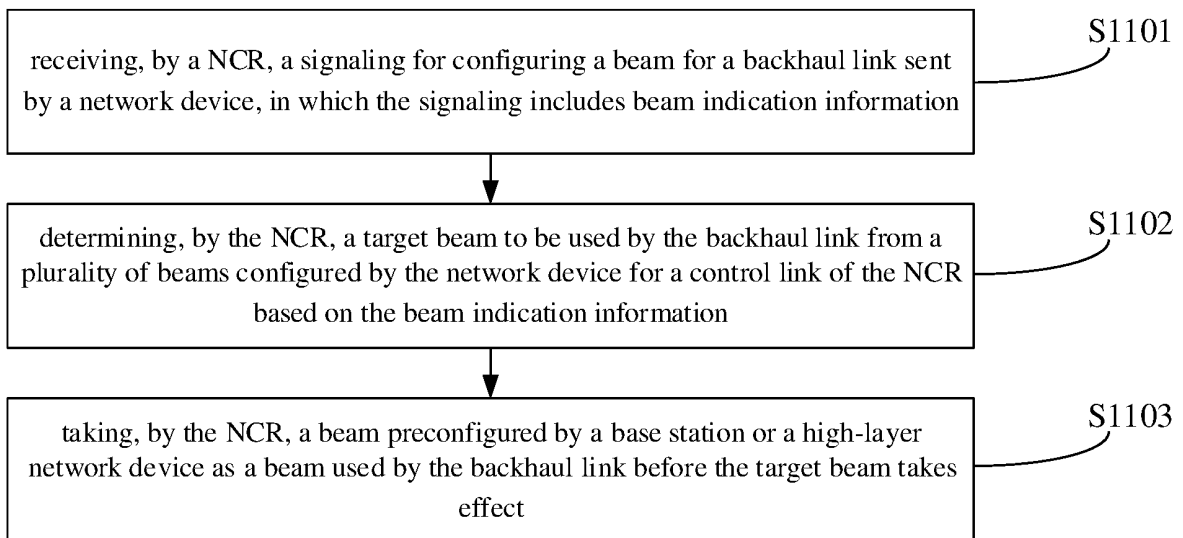 receiving, by a NCR, a signaling for configuring a beam for a backhaul link sent
by a network device, in which the signaling includes beam indication information
S1101
determining, by the NCR, a target beam to be used by the backhaul link from a
plurality of beams configured by the network device for a control link of the NCR
based on the beam indication information
S1102
taking, by the NCR, a beam preconfigured by a base station or a high-layer
network device as a beam used by the backhaul link before the target beam takes
effect
S1103